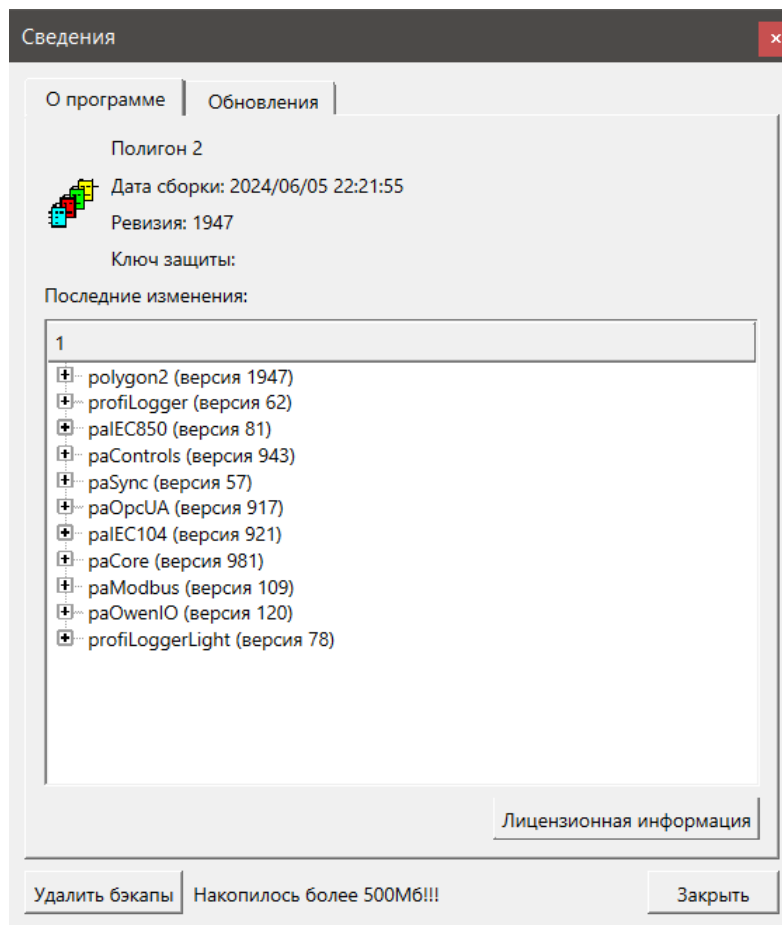 Сведения
О программе
Обновления
Полигон 2
Дата сборки: 2024/06/05 22:21:55
Ревизия: 1947
Ключ защиты:
Последние изменения:
1
polygon2 (версия 1947)
profiLogger (версия 62)
paIEC850 (версия 81)
paControls (версия 943)
paSync (версия 57)
paOpcUA (версия 917)
paIEC104 (версия 921)
paCore (версия 981)
paModbus (версия 109)
paOwenIO (версия 120)
profiLoggerLight (версия 78)
Лицензионная информация
Удалить бэкапы
Накопилось более 500Мб!!!
Закрыть